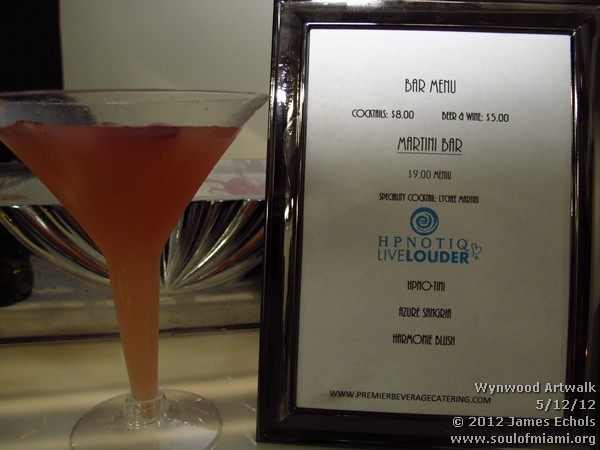 BAR MENU
COCKTAILS: $8.00 BEER & WINE: $5.00
MARTINI BAR
$9.00 MENIU
SPECIALITY COCKTAIL: LYCHEE MARTINI
HPNOTIQ
LIVELOUDER
HPNO-TINI
AZURE SANGRIA
HARMONIE BLUSH
WWW.PREMIERBEVERAGECATERING.COM
Wynwood Artwalk
5/12/12
© 2012 James Echols
www.soulofmiami.org